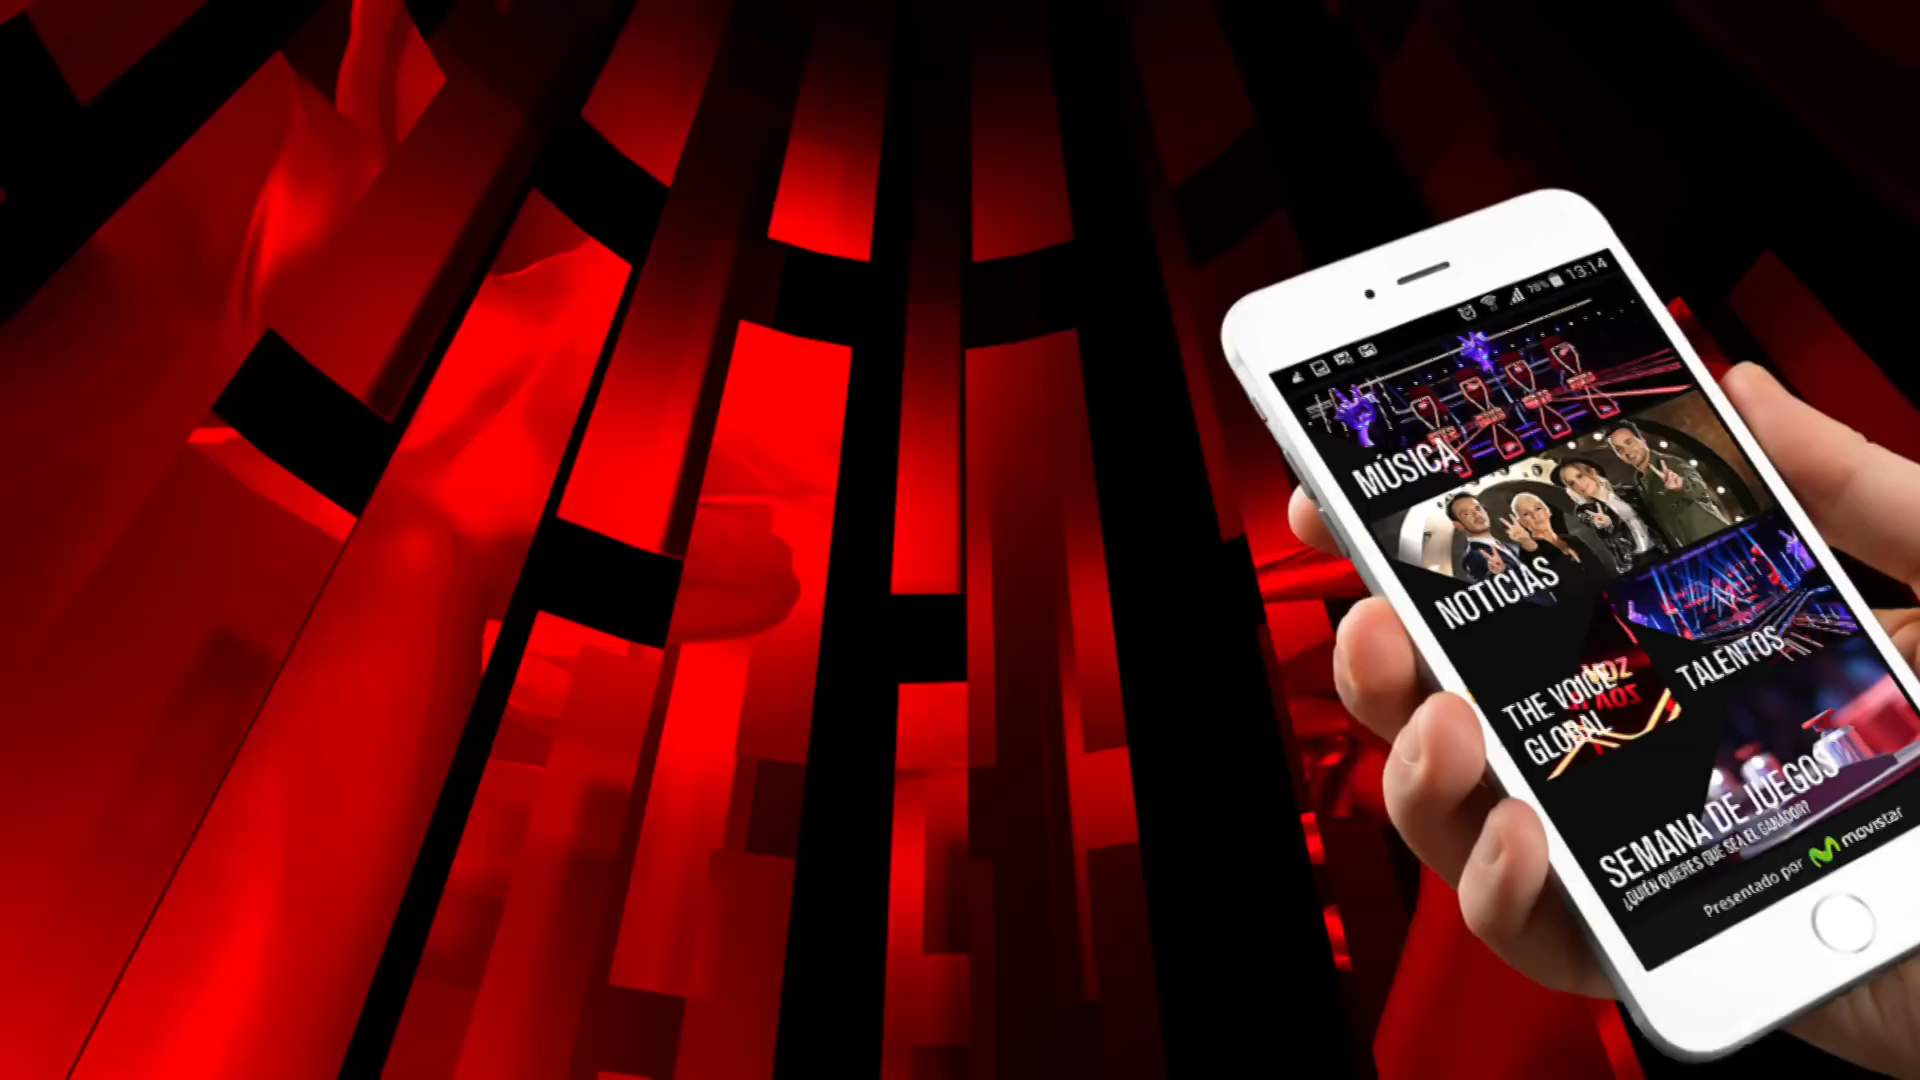 78% 13:14
MÚSICA
NOTICIAS
TALENTOS
THE VOICE
GLOBAL
SEMANA DE JUEGOS
¿QUIÉN QUIERES QUE SEA EL GANADOR?
Presentado por movistar